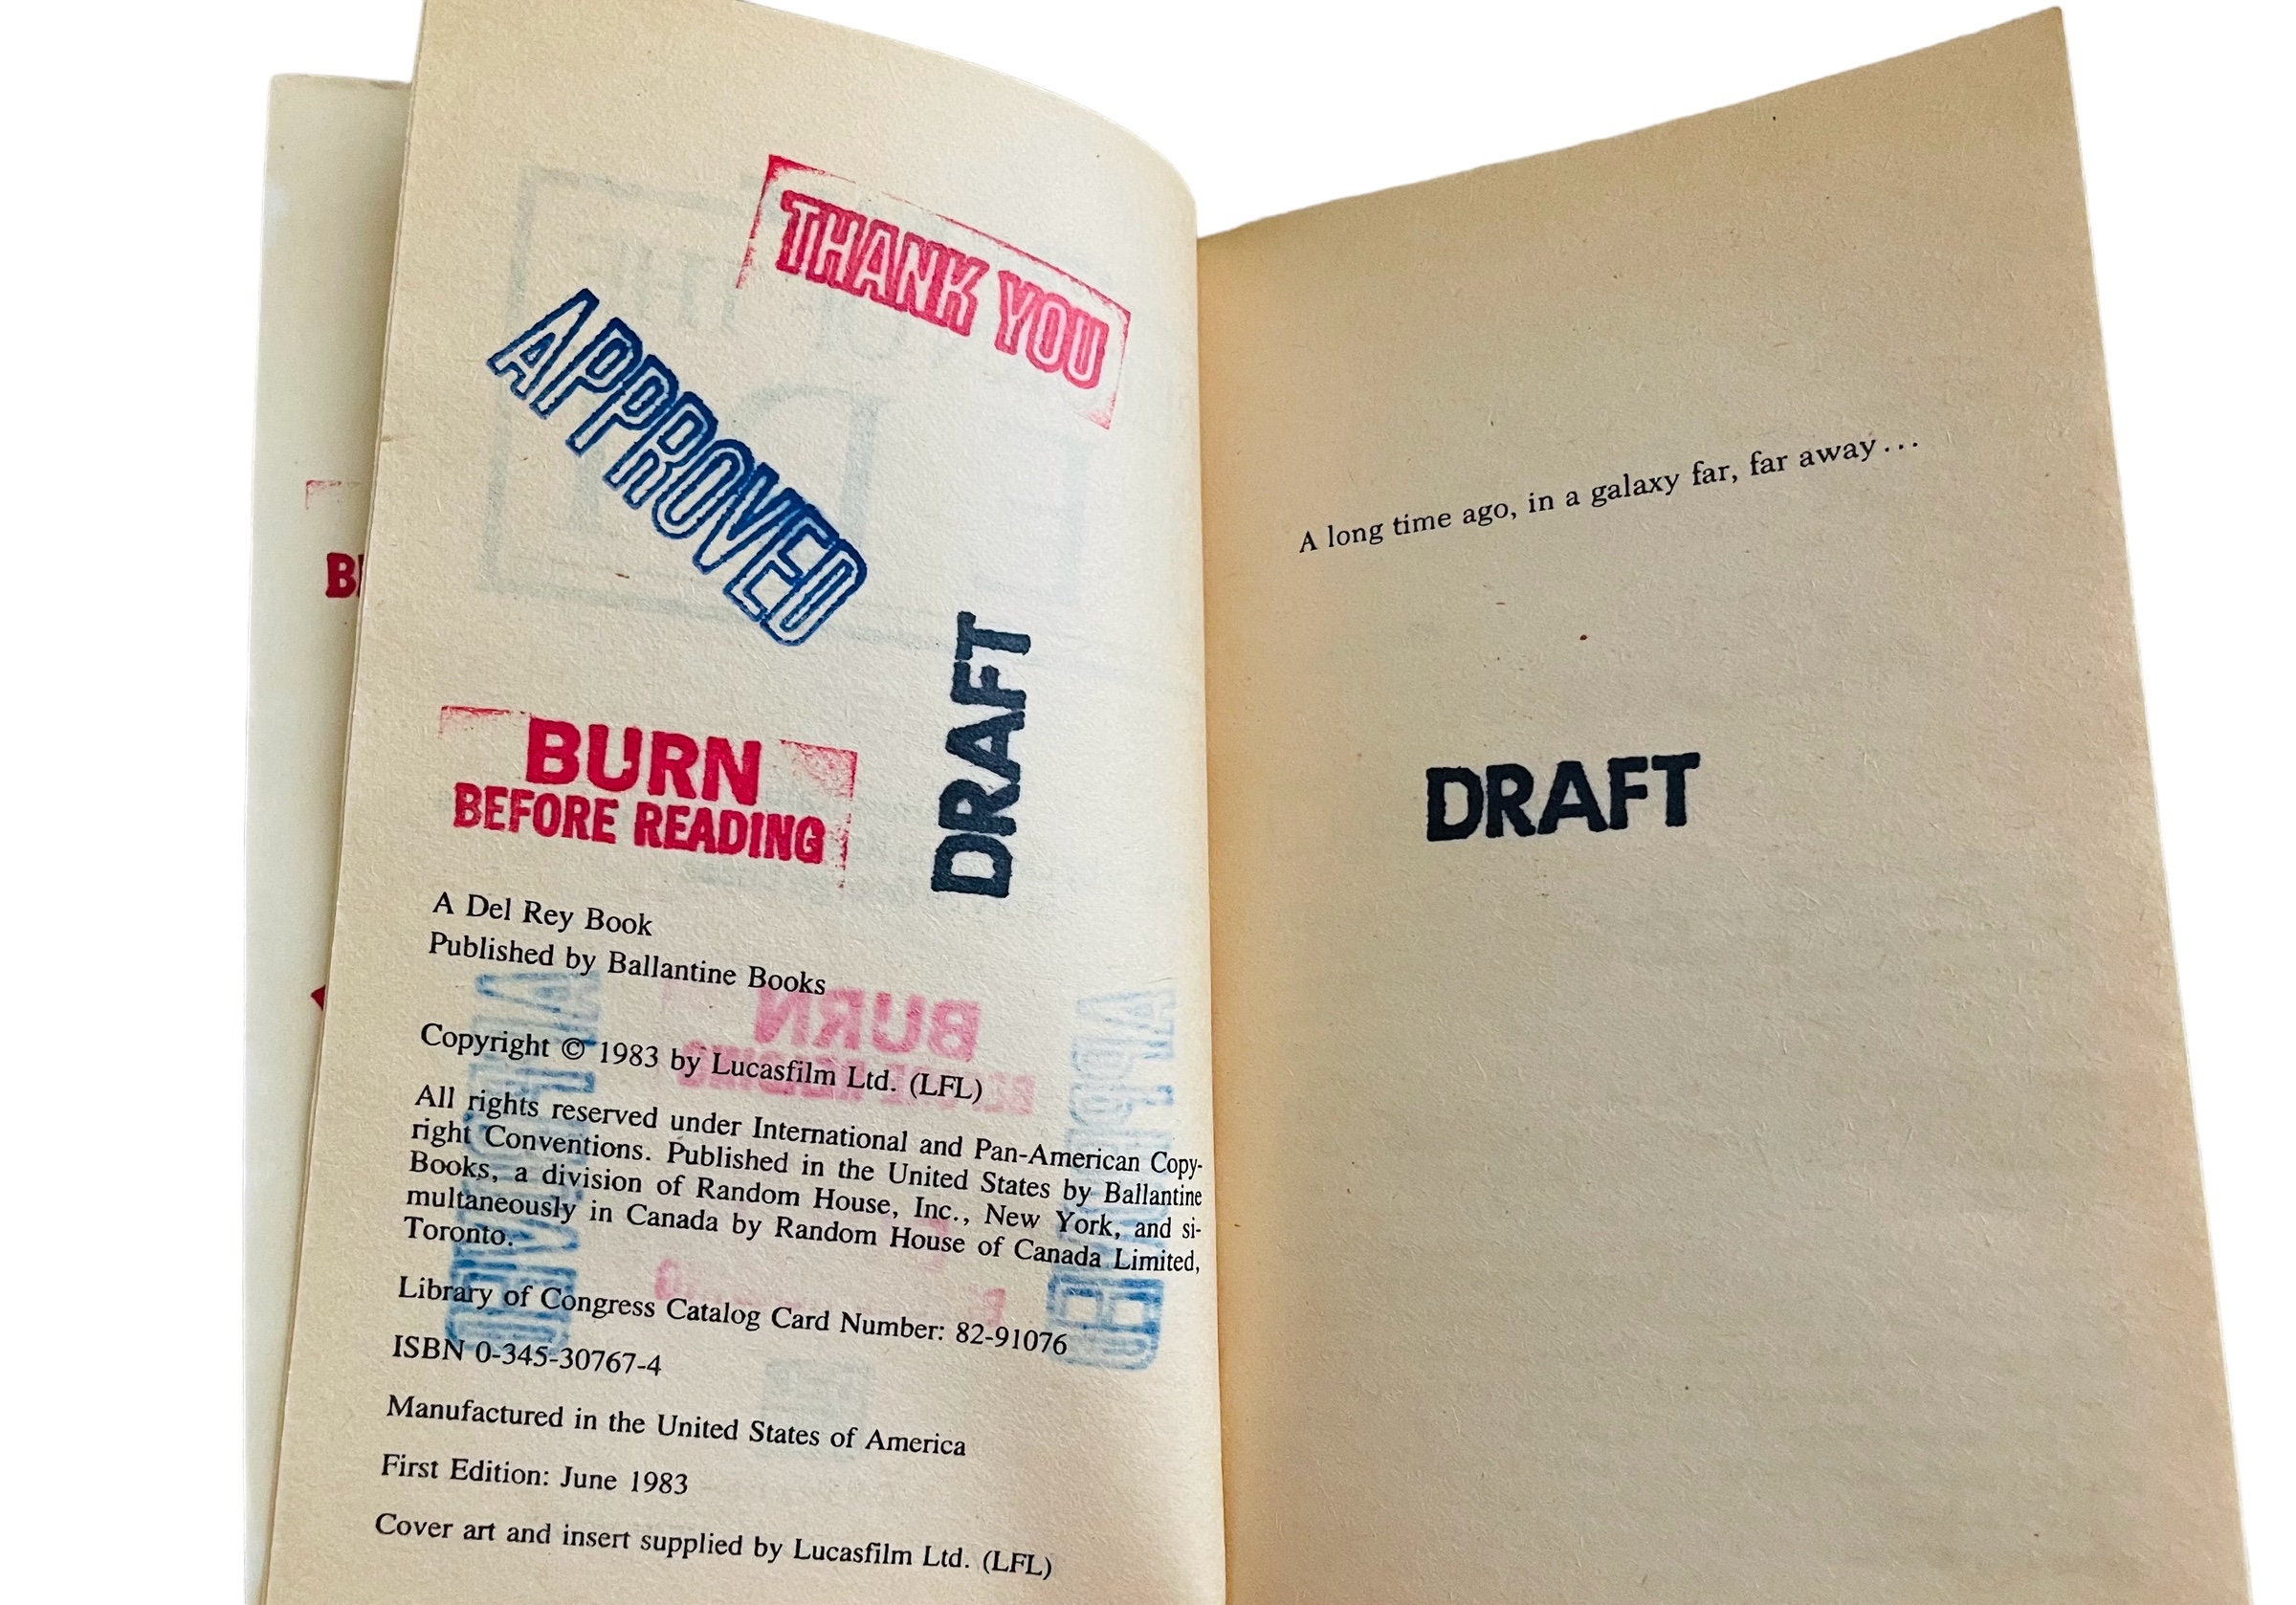 THANK YOU
APPROVED
DRAFT
BURN
BEFORE READING
A Del Rey Book
Published by Ballantine Books
Copyright © 1983 by Lucasfilm Ltd. (LFL)
All rights reserved under International and Pan-American Copy-
right Conventions. Published in the United States by Ballantine
Books, a division of Random House, Inc., New York, and si-
multaneously in Canada by Random House of Canada Limited,
Toronto.
Library of Congress Catalog Card Number: 82-91076
ISBN 0-345-30767-4
Manufactured in the United States of America
First Edition: June 1983
Cover art and insert supplied by Lucasfilm Ltd. (LFL)
A long time ago, in a galaxy far, far away . . .
DRAFT